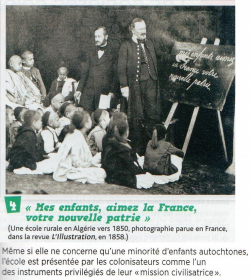 mes enfants, aimez
la France, votre
nouvelle patrie.
4 « Mes enfants, aimez la France,
votre nouvelle patrie »
(Une école rurale en Algérie vers 1850, photographie parue en France,
dans la revue L'Illustration, en 1858.)
Même si elle ne concerne qu'une minorité d'enfants autochtones,
l'école est présentée par les colonisateurs comme l'un
des instruments privilégiés de leur « mission civilisatrice ».